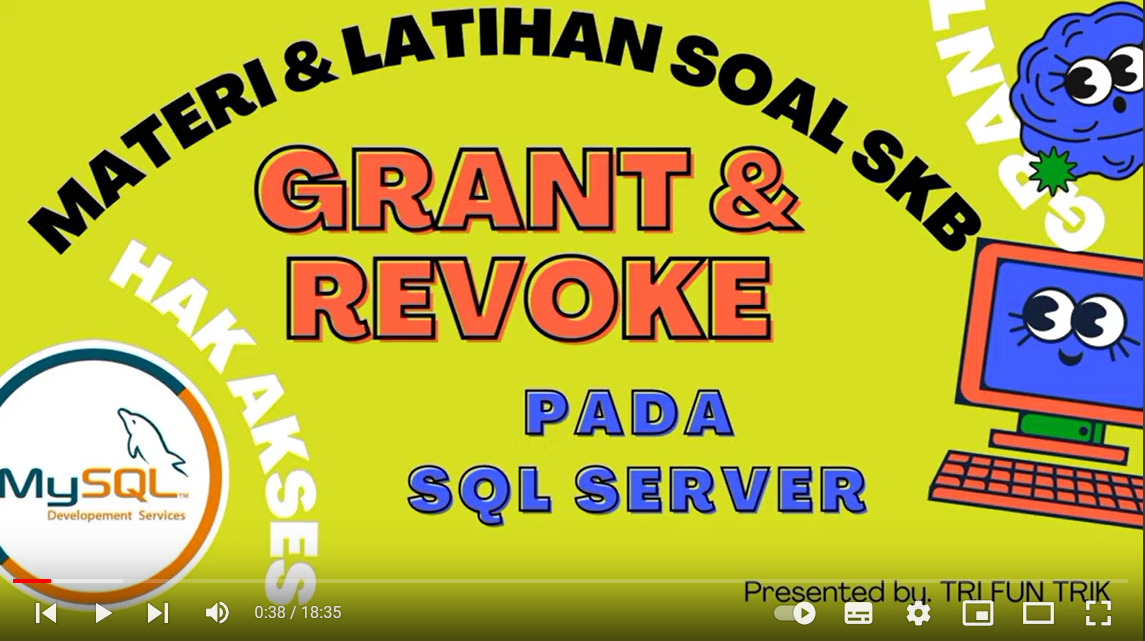 MATERI & LATIHAN SOAL SKB
GRANT
GRANT &
REVOKE
HAK AKSES
PADA
SQL SERVER
MySQL TM
Developement Services
Presented by. TRI FUN TRIK
0:38 / 18:35